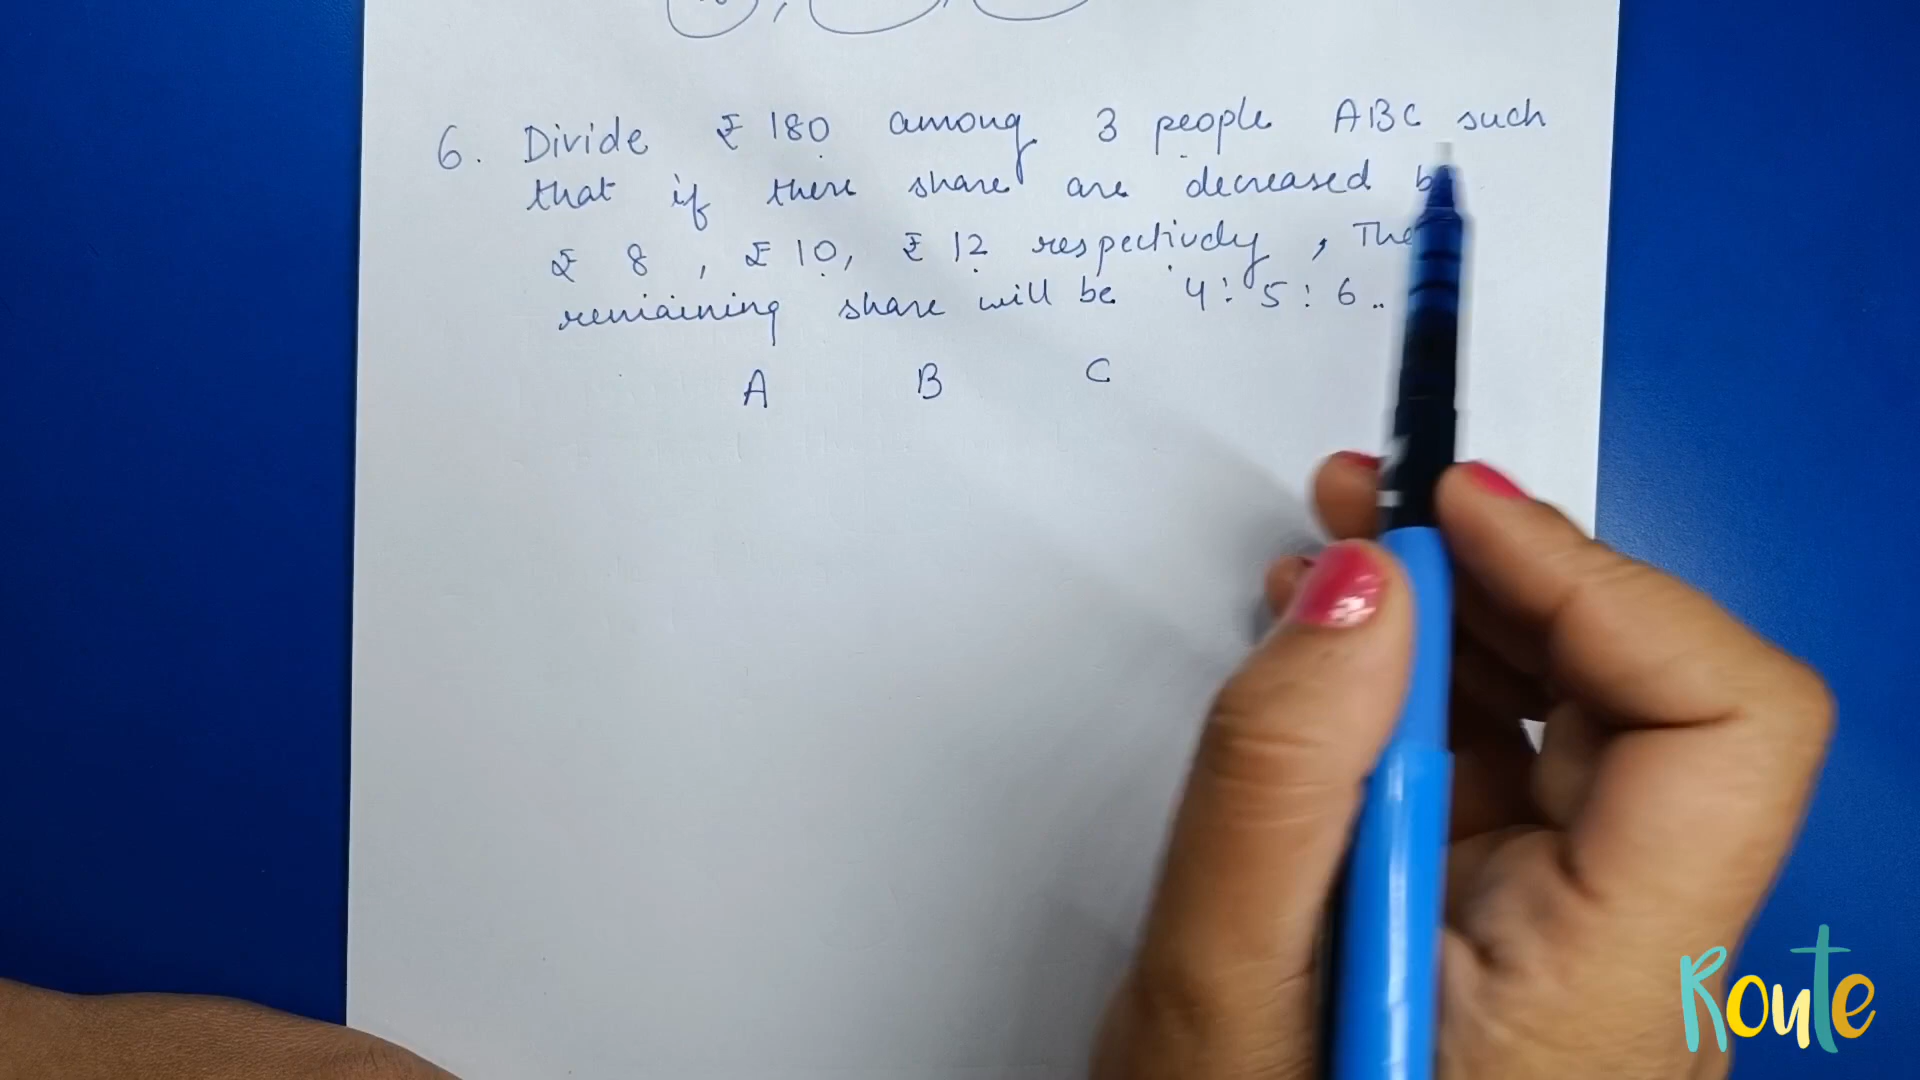 6. Divide ₹ 180 among 3 people ABC such
that if there share are decreased
₹ 8, ₹ 10, ₹ 12 respectively, The
remaining share will be 4:5:6..
A B C
Route